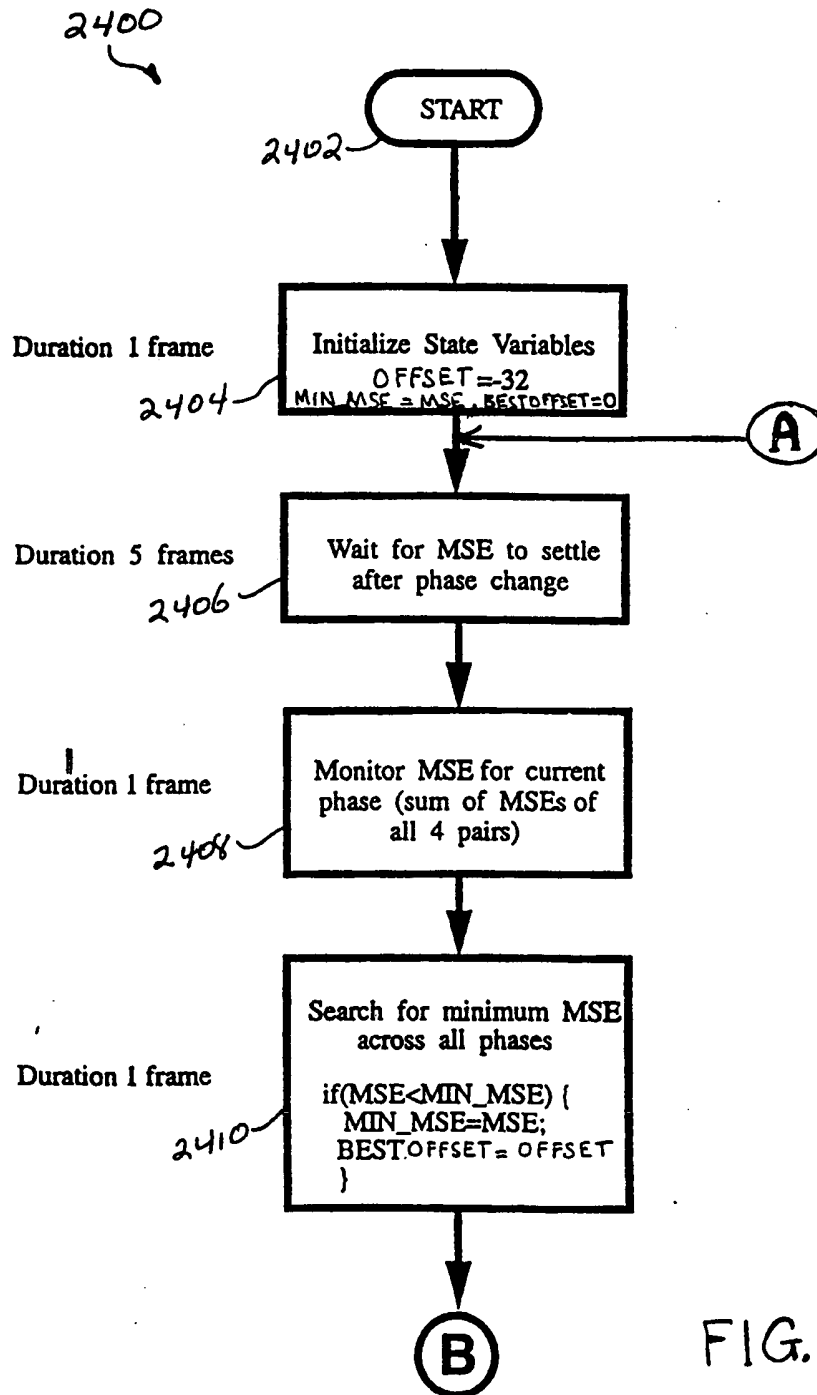 2400
START
2402
Duration 1 frame
Initialize State Variables
OFFSET=-32
MIN_MSE = MSE, BESTOFFSET=0
2404
A
Duration 5 frames
Wait for MSE to settle
after phase change
2406
Duration 1 frame
Monitor MSE for current
phase (sum of MSEs of
all 4 pairs)
2408
Search for minimum MSE
across all phases
Duration 1 frame
if(MSE<MIN_MSE) {
MIN_MSE=MSE;
BEST.OFFSET = OFFSET
}
2410
B
FIG.